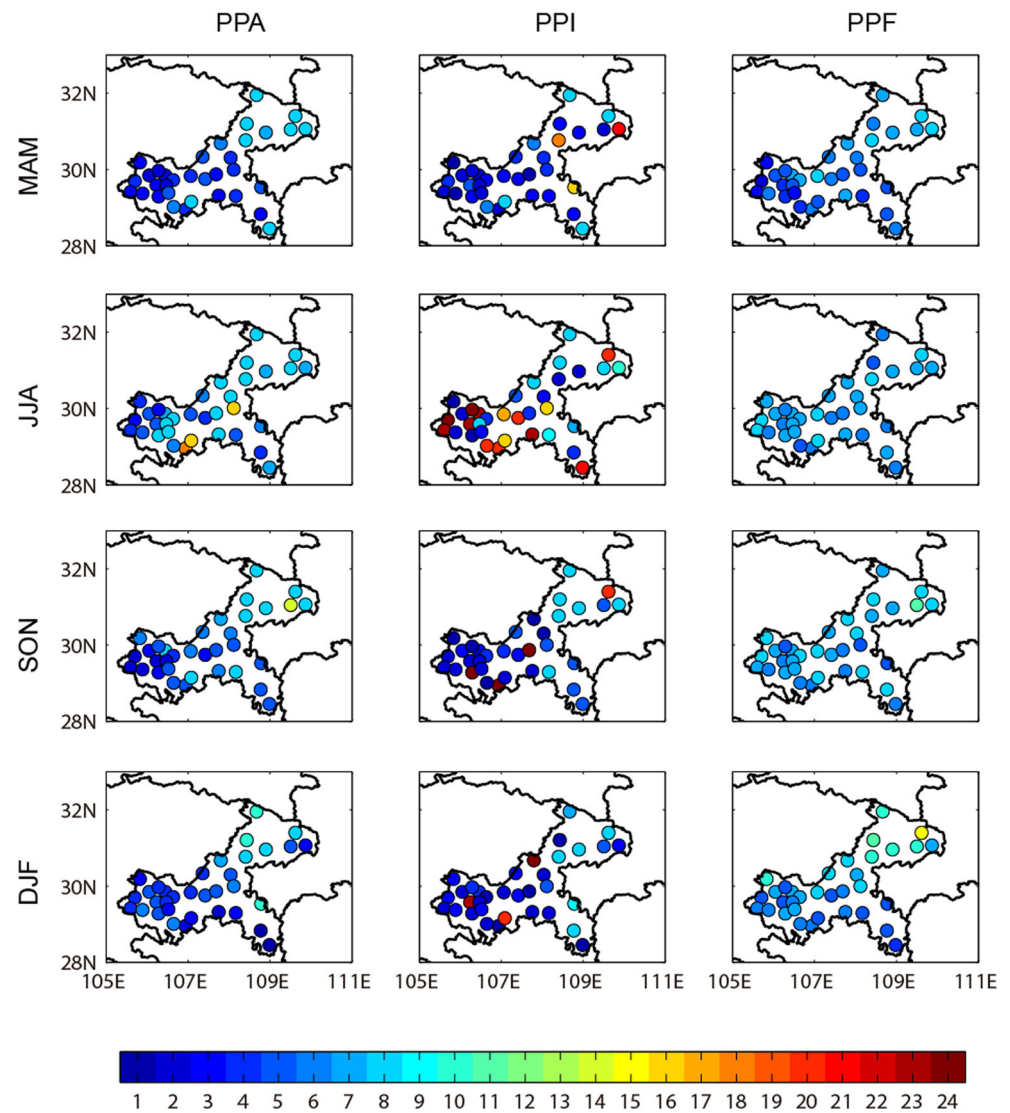 PPA PPI PPF
32N
MAM 30N
28N
32N
JJA 30N
28N
32N
SON 30N
28N
32N
DJF 30N
28N
105E 107E 109E 111E 105E 107E 109E 111E 105E 107E 109E 111E
1 2 3 4 5 6 7 8 9 10 11 12 13 14 15 16 17 18 19 20 21 22 23 24